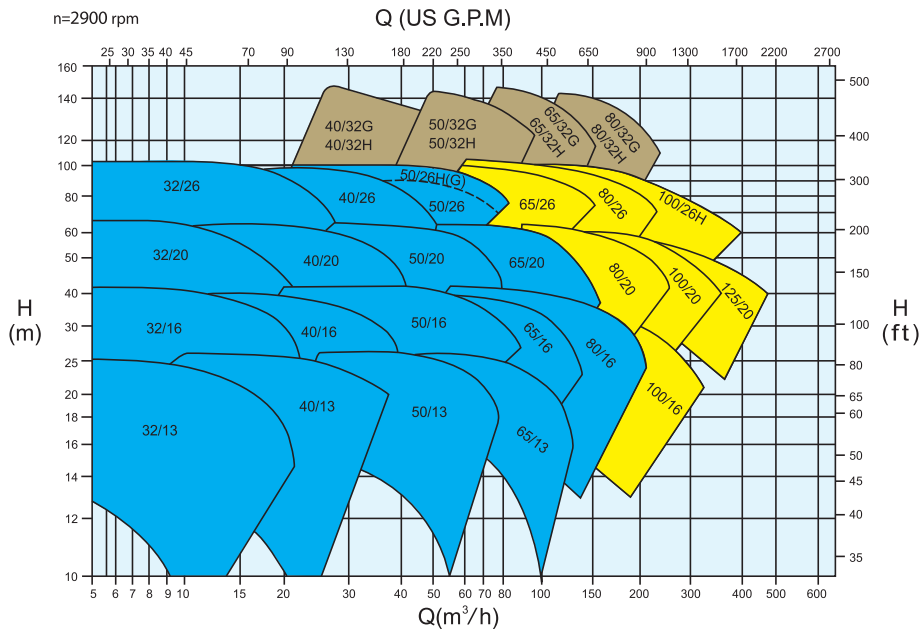 n=2900 rpm
Q (US G.P.M)
25 30 35 40 45 70 90 130 180 220 250 350 450 650 900 1300 1700 2200 2700
160
140
120
100
80
60
50
40
30
25
20
18
16
14
12
10
H
(m)
500
400
300
200
150
100
80
65
60
50
45
40
35
H
(ft)
40/32G
40/32H
50/32G
50/32H
65/32G
65/32H
80/32G
80/32H
32/26
40/26
50/26H(G)
50/26
65/26
80/26
100/26H
32/20
40/20
50/20
65/20
80/20
100/20
125/20
32/16
40/16
50/16
65/16
80/16
100/16
32/13
40/13
50/13
65/13
5 6 7 8 9 10 15 20 30 40 50 60 70 80 100 150 200 300 400 500 600
Q(m³/h)